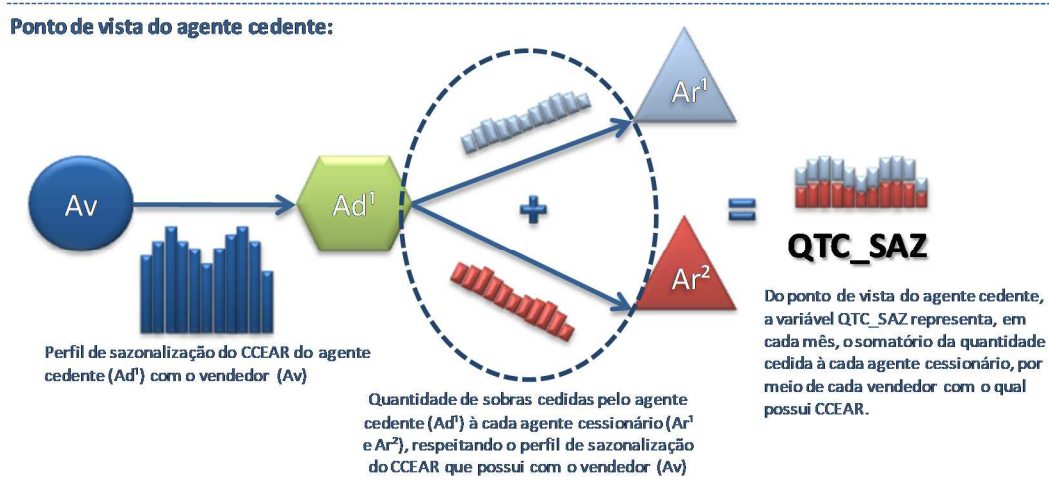 Ponto de vista do agente cedente:
Av
Ad¹
Ar¹
Ar²
+
=
QTC_SAZ
Perfil de sazonalização do CCEAR do agente
cedente (Ad¹) com o vendedor (Av)
Quantidade de sobras cedidas pelo agente
cedente (Ad¹) à cada agente cessionário (Ar¹
e Ar²), respeitando o perfil de sazonalização
do CCEAR que possui com o vendedor (Av)
Do ponto de vista do agente cedente,
a variável QTC_SAZ representa, em
cada mês, o somatório da quantidade
cedida à cada agente cessionário, por
meio de cada vendedor com o qual
possui CCEAR.